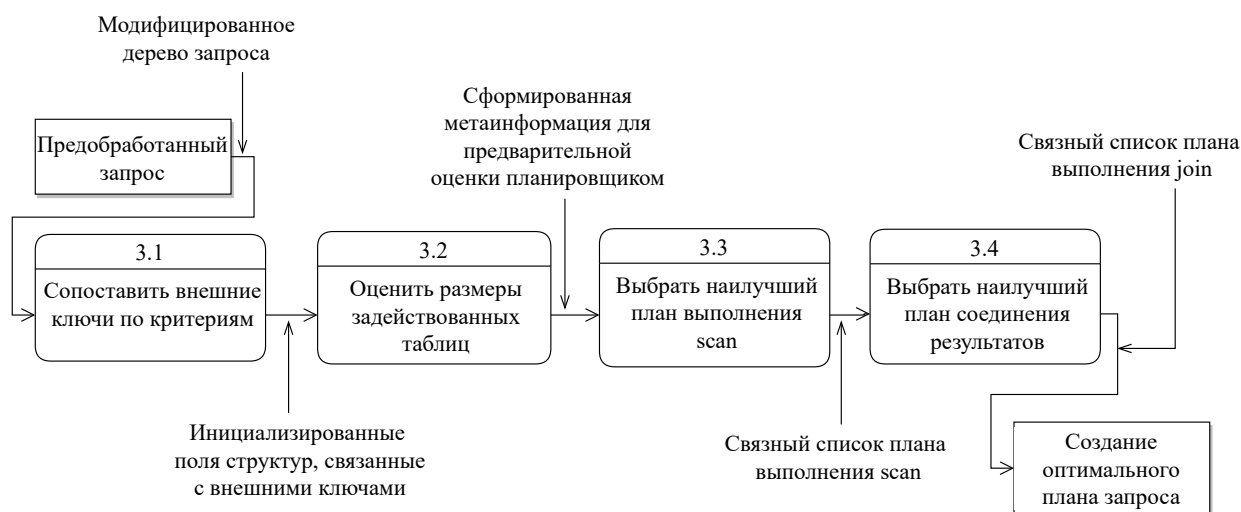 Модифицированное
дерево запроса
Предобработанный
запрос
Сформированная
метаинформация для
предварительной
оценки планировщиком
Связный список плана
выполнения join
3.1
Сопоставить внешние
ключи по критериям
3.2
Оценить размеры
задействованных
таблиц
3.3
Выбрать наилучший
план выполнения
scan
3.4
Выбрать наилучший
план соединения
результатов
Инициализированные
поля структур, связанные
с внешними ключами
Связный список плана
выполнения scan
Создание
оптимального
плана запроса